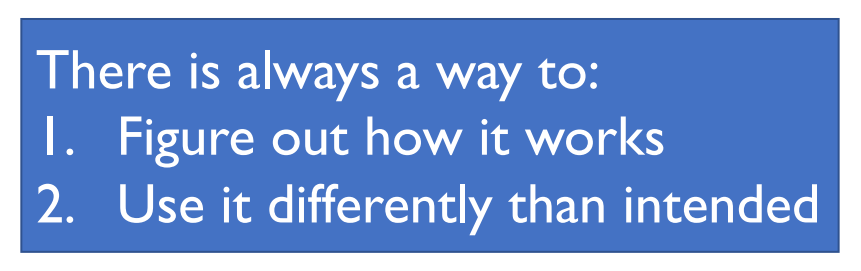 There is always a way to:
1. Figure out how it works
2. Use it differently than intended